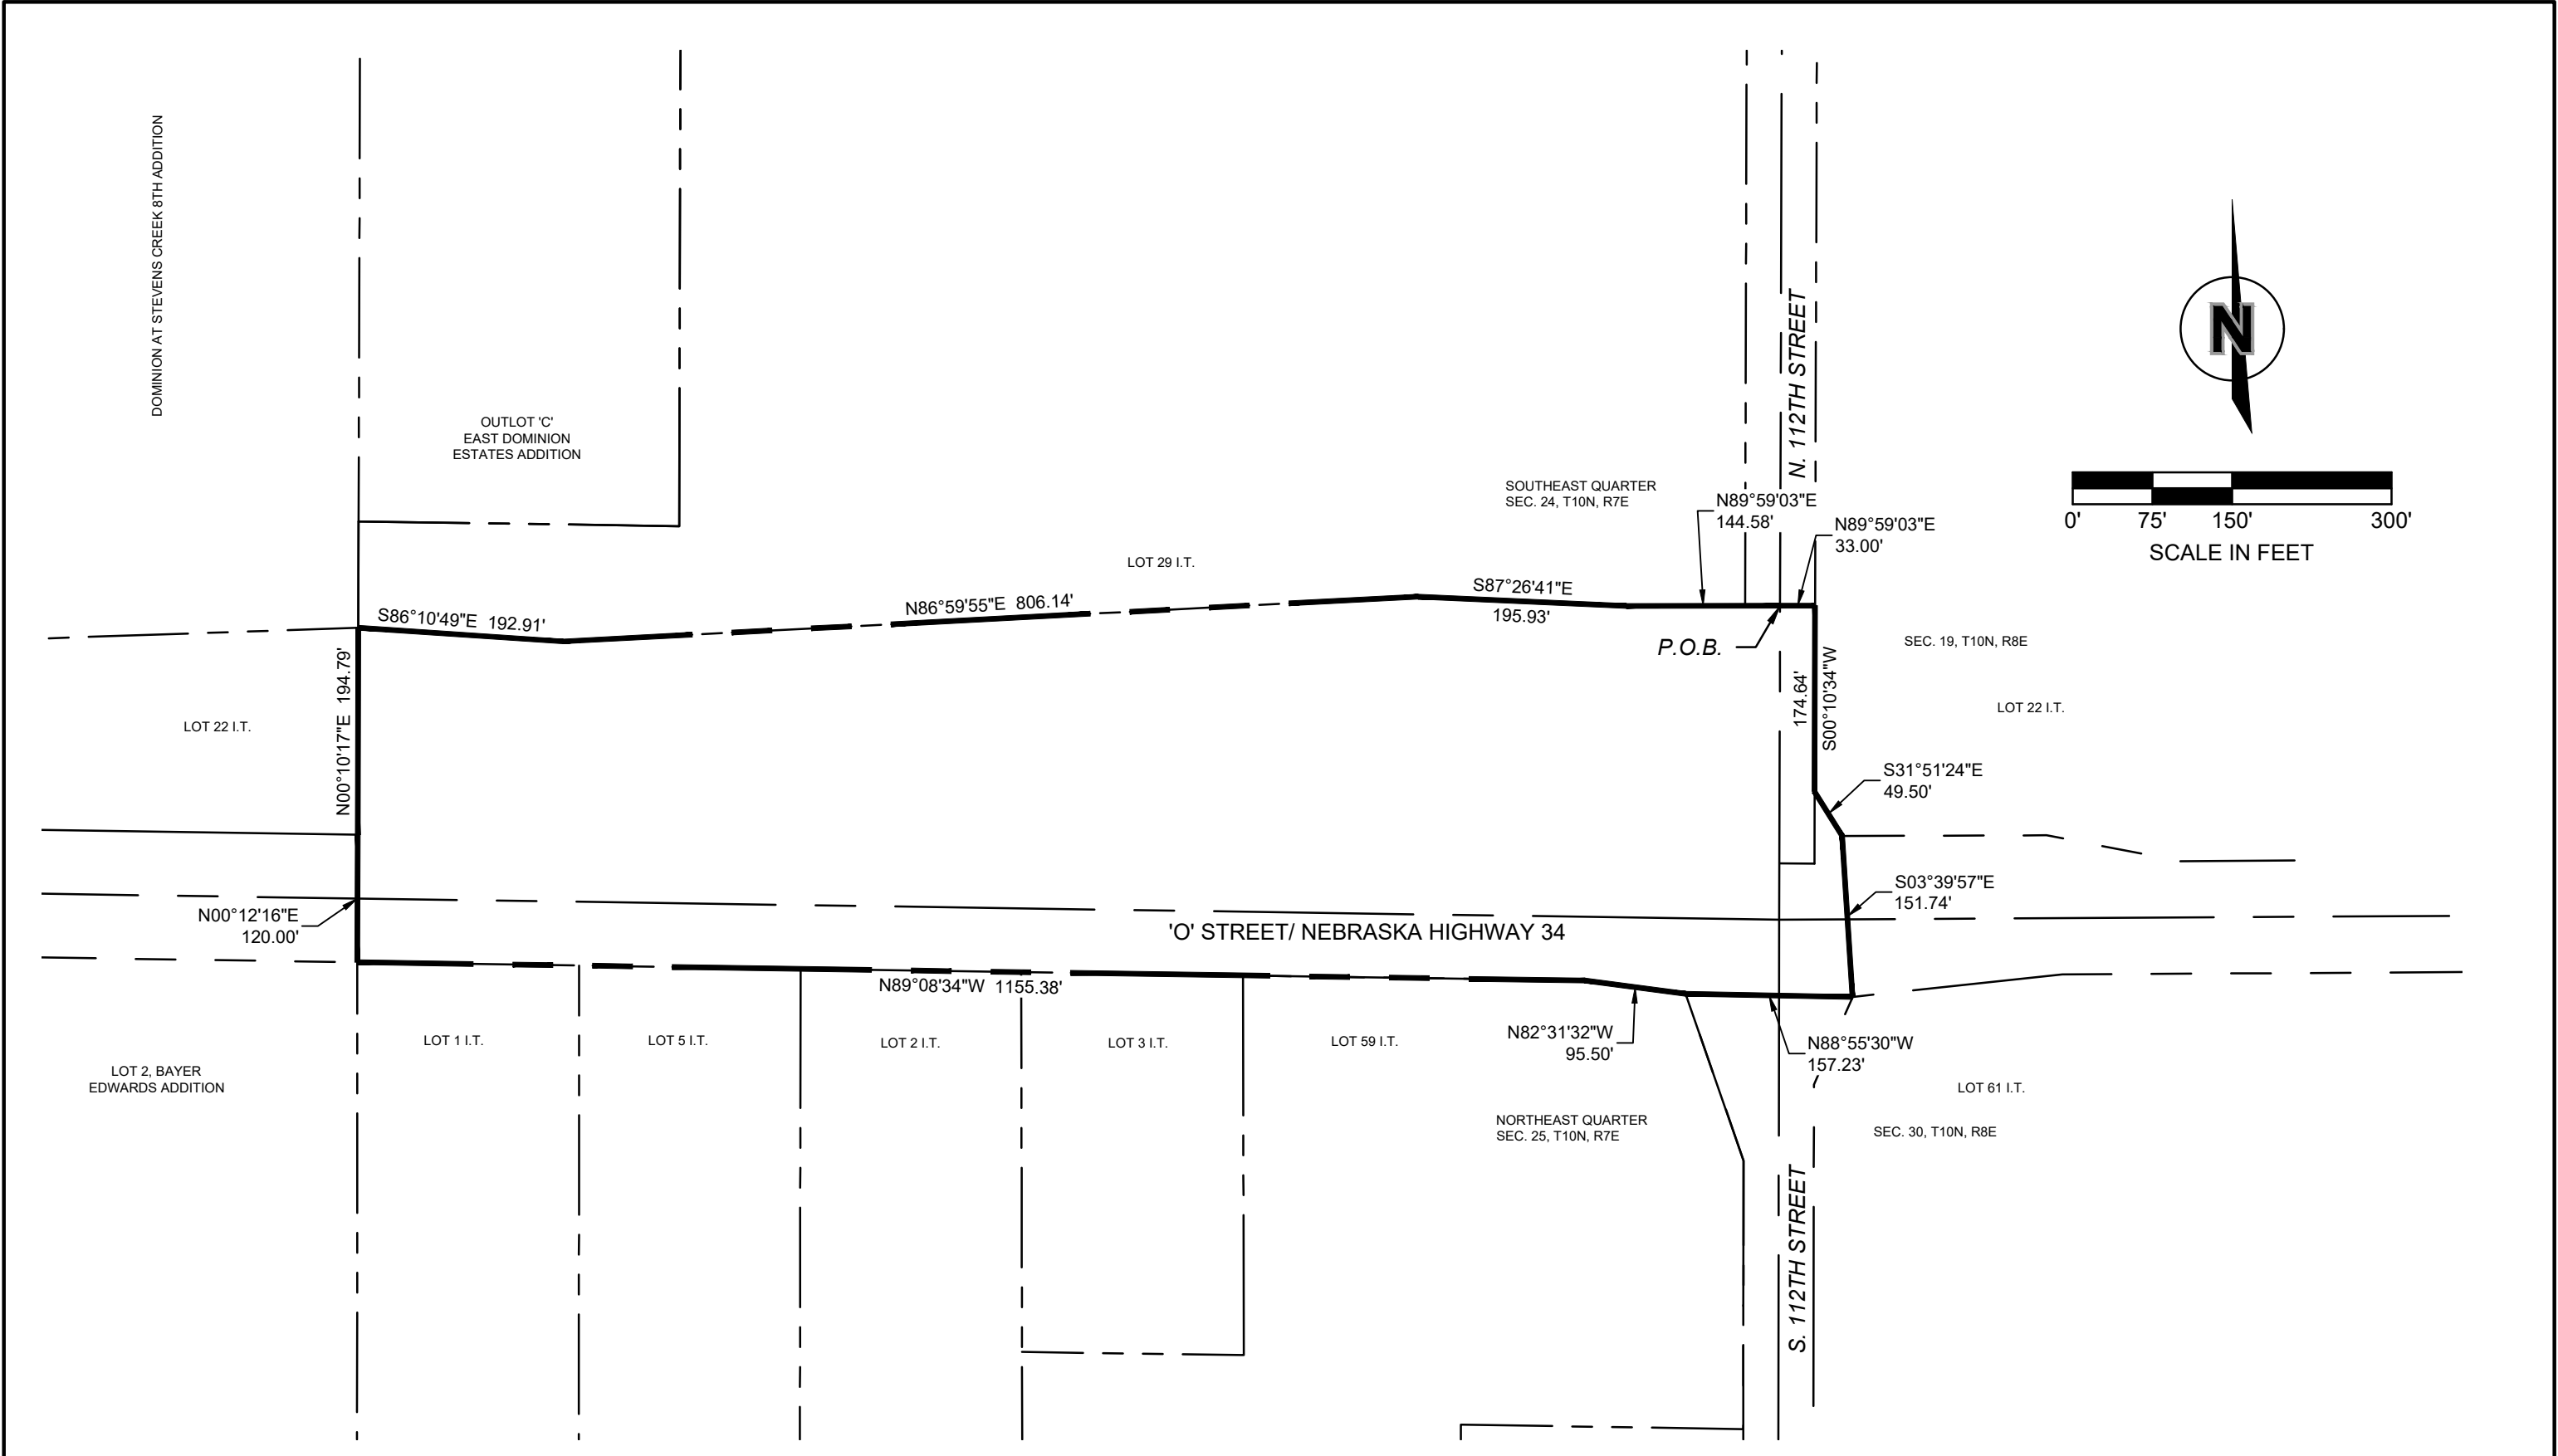 DOMINION AT STEVENS CREEK 8TH ADDITION
OUTLOT 'C'
EAST DOMINION
ESTATES ADDITION
N. 112TH STREET
N
0' 75' 150' 300'
SCALE IN FEET
SOUTHEAST QUARTER
SEC. 24, T10N, R7E
N89°59'03"E
144.58'
N89°59'03"E
33.00'
LOT 29 I.T.
S86°10'49"E 192.91'
N86°59'55"E 806.14'
S87°26'41"E
195.93'
P.O.B.
SEC. 19, T10N, R8E
LOT 22 I.T.
N00°10'17"E 194.79'
LOT 22 I.T.
174.64'
S00°10'34"W
S31°51'24"E
49.50'
S03°39'57"E
151.74'
N00°12'16"E
120.00'
'O' STREET/ NEBRASKA HIGHWAY 34
N89°08'34"W 1155.38'
N82°31'32"W
95.50'
N88°55'30"W
157.23'
LOT 1 I.T.
LOT 5 I.T.
LOT 2 I.T.
LOT 3 I.T.
LOT 59 I.T.
LOT 2, BAYER
EDWARDS ADDITION
LOT 61 I.T.
NORTHEAST QUARTER
SEC. 25, T10N, R7E
SEC. 30, T10N, R8E
S. 112TH STREET